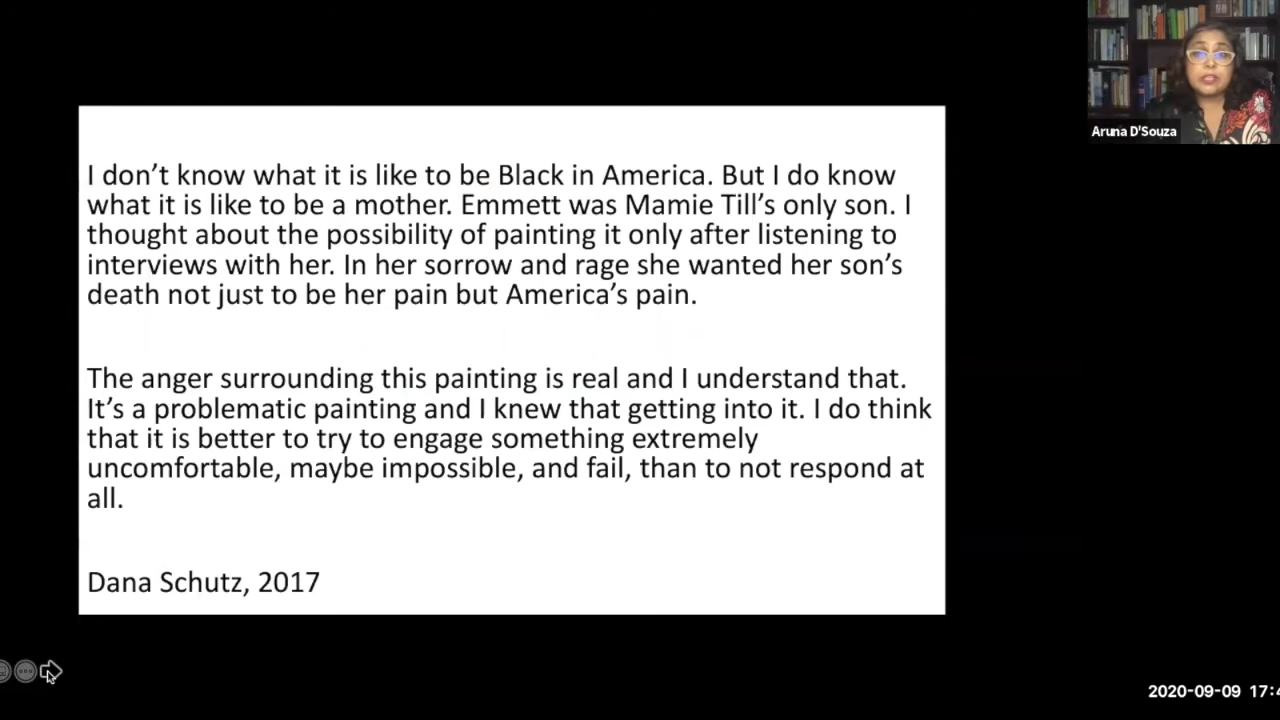 Aruna D'Souza
I don’t know what it is like to be Black in America. But I do know
what it is like to be a mother. Emmett was Mamie Till’s only son. I
thought about the possibility of painting it only after listening to
interviews with her. In her sorrow and rage she wanted her son’s
death not just to be her pain but America’s pain.
The anger surrounding this painting is real and I understand that.
It’s a problematic painting and I knew that getting into it. I do think
that it is better to try to engage something extremely
uncomfortable, maybe impossible, and fail, than to not respond at
all.
Dana Schutz, 2017
2020-09-09 17:4